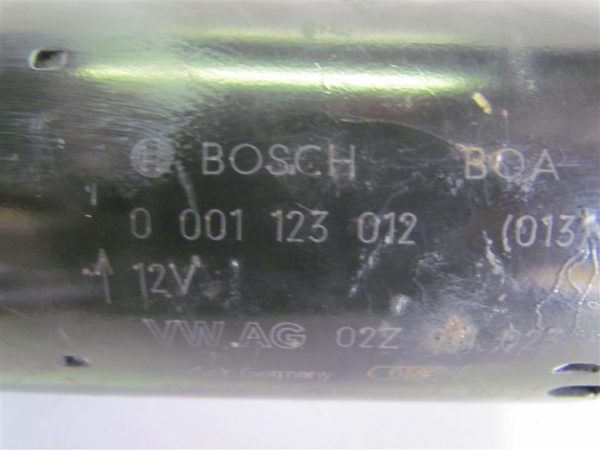 BOSCH BOA
0 001 123 012 (013)
12V
VW AG 02Z
Germany